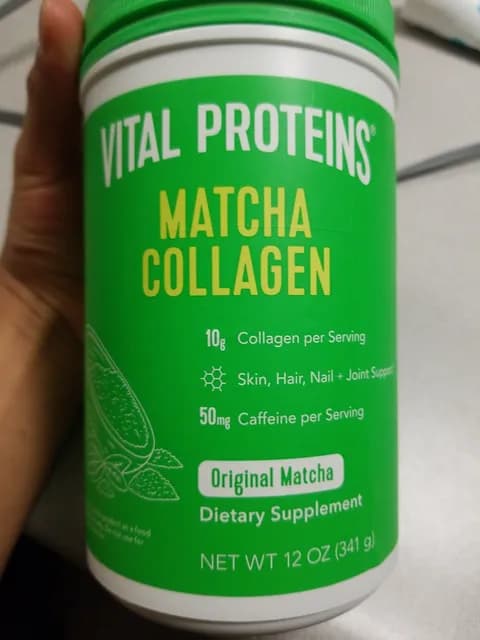 VITAL PROTEINS®
MATCHA
COLLAGEN
10g Collagen per Serving
Skin, Hair, Nail + Joint Support
50mg Caffeine per Serving
Original Matcha
Dietary Supplement
NET WT 12 OZ (341 g)